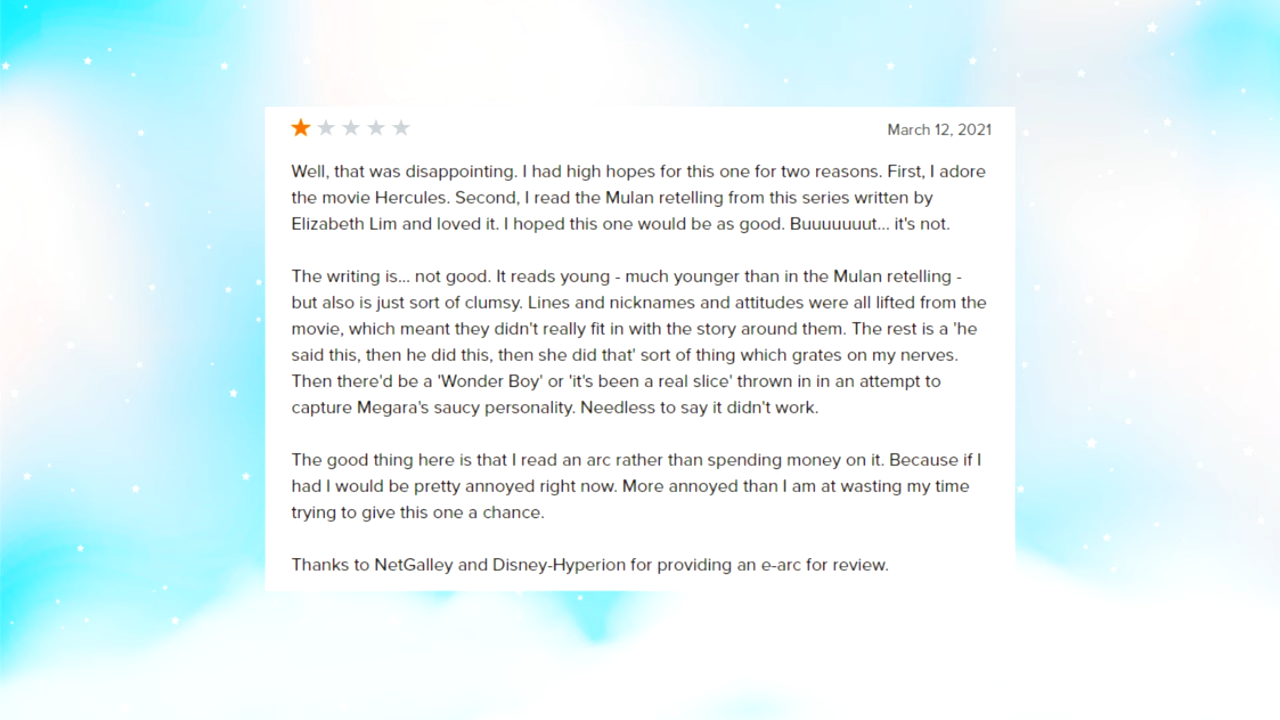 March 12, 2021
Well, that was disappointing. I had high hopes for this one for two reasons. First, I adore
the movie Hercules. Second, I read the Mulan retelling from this series written by
Elizabeth Lim and loved it. I hoped this one would be as good. Buuuuuuut... it's not.
The writing is... not good. It reads young - much younger than in the Mulan retelling -
but also is just sort of clumsy. Lines and nicknames and attitudes were all lifted from the
movie, which meant they didn't really fit in with the story around them. The rest is a 'he
said this, then he did this, then she did that' sort of thing which grates on my nerves.
Then there'd be a 'Wonder Boy' or 'it's been a real slice' thrown in in an attempt to
capture Megara's saucy personality. Needless to say it didn't work.
The good thing here is that I read an arc rather than spending money on it. Because if I
had I would be pretty annoyed right now. More annoyed than I am at wasting my time
trying to give this one a chance.
Thanks to NetGalley and Disney-Hyperion for providing an e-arc for review.